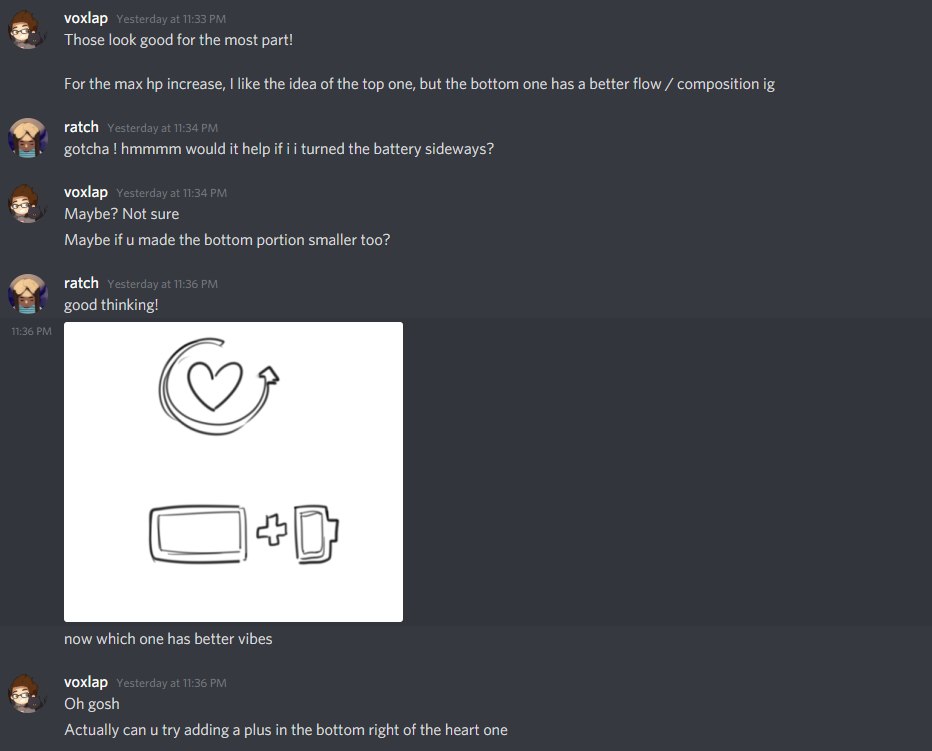 voxlap Yesterday at 11:33 PM
Those look good for the most part!
For the max hp increase, I like the idea of the top one, but the bottom one has a better flow / composition ig
ratch Yesterday at 11:34 PM
gotcha ! hmmmm would it help if i i turned the battery sideways?
voxlap Yesterday at 11:34 PM
Maybe? Not sure
Maybe if u made the bottom portion smaller too?
ratch Yesterday at 11:36 PM
good thinking!
11:36 PM
now which one has better vibes
voxlap Yesterday at 11:36 PM
Oh gosh
Actually can u try adding a plus in the bottom right of the heart one